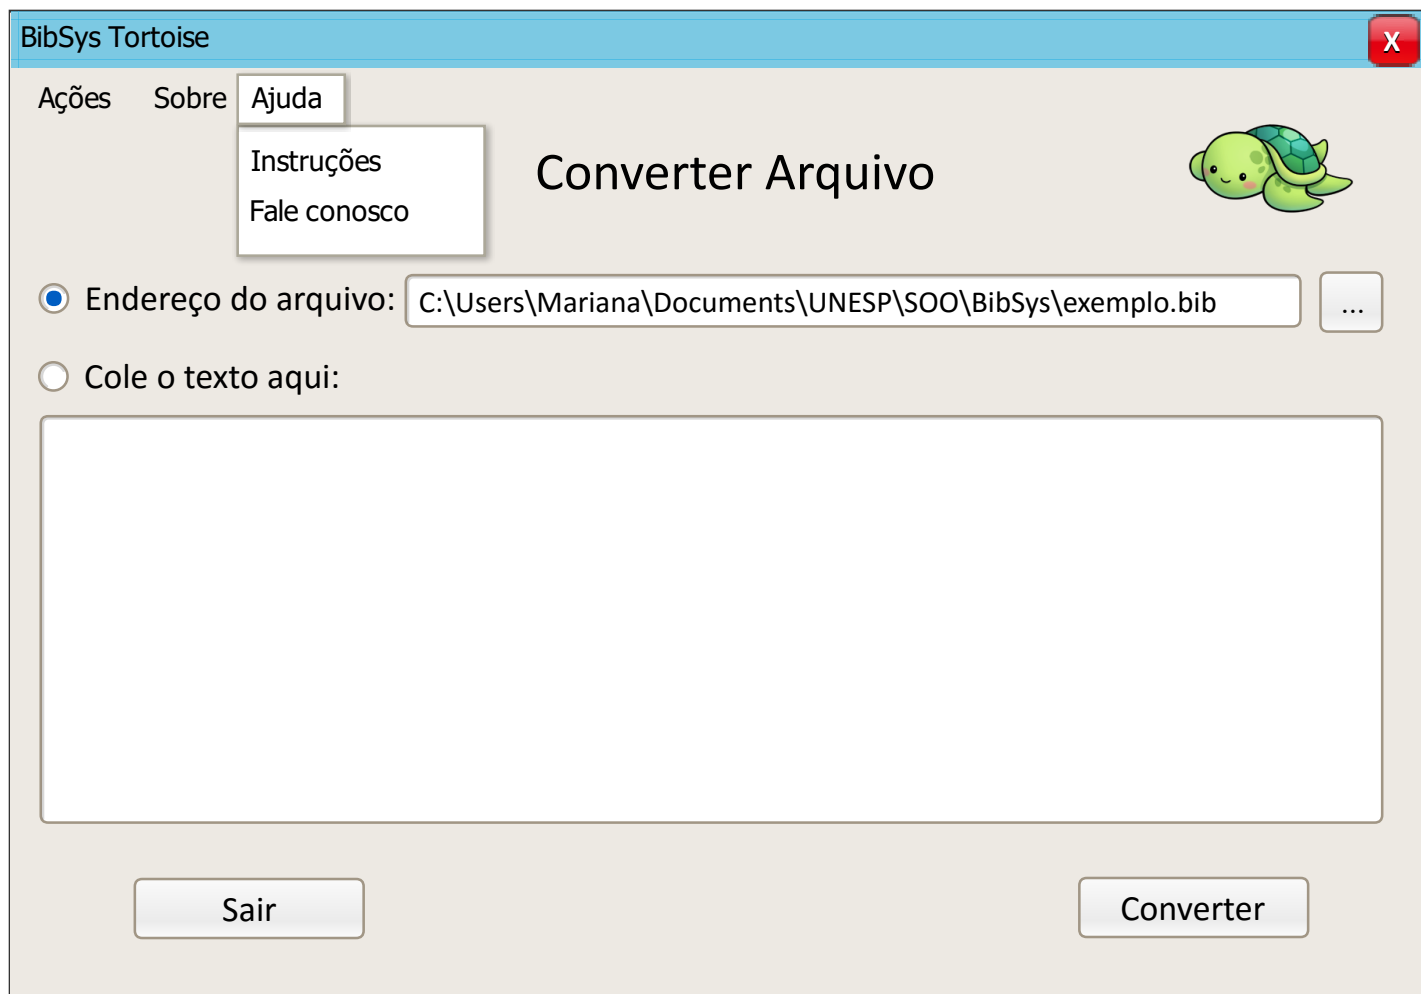 BibSys Tortoise
X
Ações Sobre Ajuda
Instruções
Fale conosco
Converter Arquivo
Endereço do arquivo: C:\Users\Mariana\Documents\UNESP\SOO\BibSys\exemplo.bib ...
Cole o texto aqui:
Sair
Converter